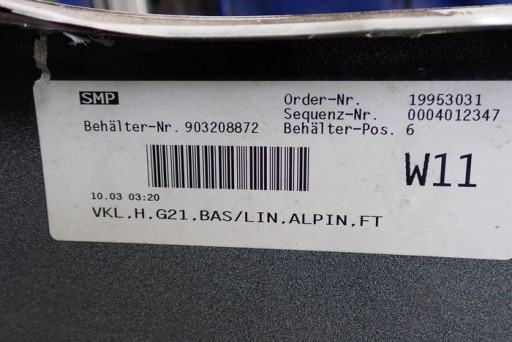 SMP
Order-Nr. 19953031
Sequenz-Nr. 0004012347
Behälter-Nr. 903208872 Behälter-Pos. 6
W11
10.03 03:20
VKL,H,G21,BAS/LIN,ALPIN,FT